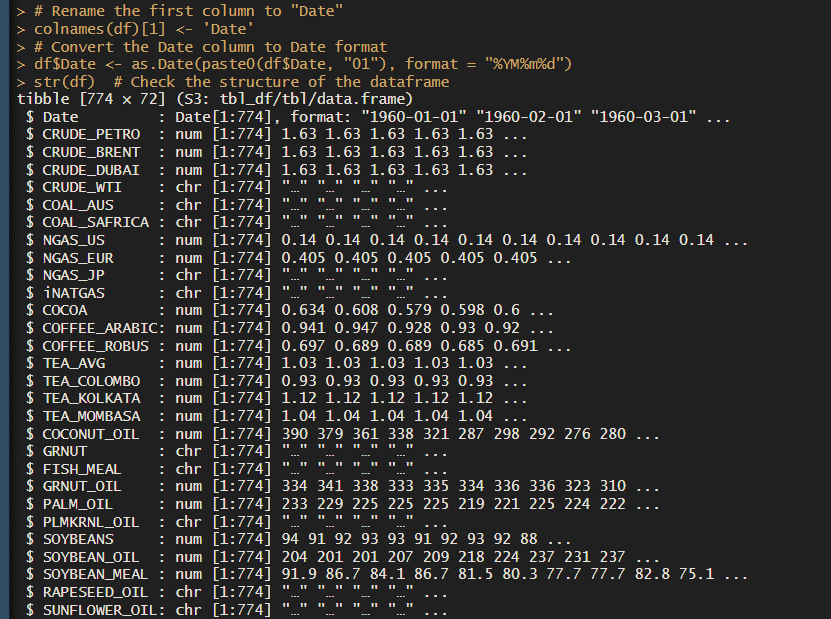 > # Rename the first column to "Date"
> colnames(df)[1] <- 'Date'
> # Convert the Date column to Date format
> df$Date <- as.Date(paste0(df$Date, "01"), format = "%YM%m%d")
> str(df)  # Check the structure of the dataframe
tibble [774 × 72] (S3: tbl_df/tbl/data.frame)
 $ Date         : Date[1:774], format: "1960-01-01" "1960-02-01" "1960-03-01" ...
 $ CRUDE_PETRO  : num [1:774] 1.63 1.63 1.63 1.63 1.63 ...
 $ CRUDE_BRENT  : num [1:774] 1.63 1.63 1.63 1.63 1.63 ...
 $ CRUDE_DUBAI  : num [1:774] 1.63 1.63 1.63 1.63 1.63 ...
 $ CRUDE_WTI    : chr [1:774] "…" "…" "…" "…" ...
 $ COAL_AUS     : chr [1:774] "…" "…" "…" "…" ...
 $ COAL_SAFRICA : chr [1:774] "…" "…" "…" "…" ...
 $ NGAS_US      : num [1:774] 0.14 0.14 0.14 0.14 0.14 0.14 0.14 0.14 0.14 0.14 ...
 $ NGAS_EUR     : num [1:774] 0.405 0.405 0.405 0.405 0.405 ...
 $ NGAS_JP      : chr [1:774] "…" "…" "…" "…" ...
 $ iNATGAS      : chr [1:774] "…" "…" "…" "…" ...
 $ COCOA        : num [1:774] 0.634 0.608 0.579 0.598 0.6 ...
 $ COFFEE_ARABIC: num [1:774] 0.941 0.947 0.928 0.93 0.92 ...
 $ COFFEE_ROBUS : num [1:774] 0.697 0.689 0.689 0.685 0.691 ...
 $ TEA_AVG      : num [1:774] 1.03 1.03 1.03 1.03 1.03 ...
 $ TEA_COLOMBO  : num [1:774] 0.93 0.93 0.93 0.93 0.93 ...
 $ TEA_KOLKATA  : num [1:774] 1.12 1.12 1.12 1.12 1.12 ...
 $ TEA_MOMBASA  : num [1:774] 1.04 1.04 1.04 1.04 1.04 ...
 $ COCONUT_OIL  : num [1:774] 390 379 361 338 321 287 298 292 276 280 ...
 $ GRNUT        : chr [1:774] "…" "…" "…" "…" ...
 $ FISH_MEAL    : chr [1:774] "…" "…" "…" "…" ...
 $ GRNUT_OIL    : num [1:774] 334 341 338 333 335 334 336 336 323 310 ...
 $ PALM_OIL     : num [1:774] 233 229 225 225 225 219 221 225 224 222 ...
 $ PLMKRNL_OIL  : chr [1:774] "…" "…" "…" "…" ...
 $ SOYBEANS     : num [1:774] 94 91 92 93 93 91 92 93 92 88 ...
 $ SOYBEAN_OIL  : num [1:774] 204 201 201 207 209 218 224 237 231 237 ...
 $ SOYBEAN_MEAL : num [1:774] 91.9 86.7 84.1 86.7 81.5 80.3 77.7 77.7 82.8 75.1 ...
 $ RAPESEED_OIL : chr [1:774] "…" "…" "…" "…" ...
 $ SUNFLOWER_OIL: chr [1:774] "…" "…" "…" "…" ...